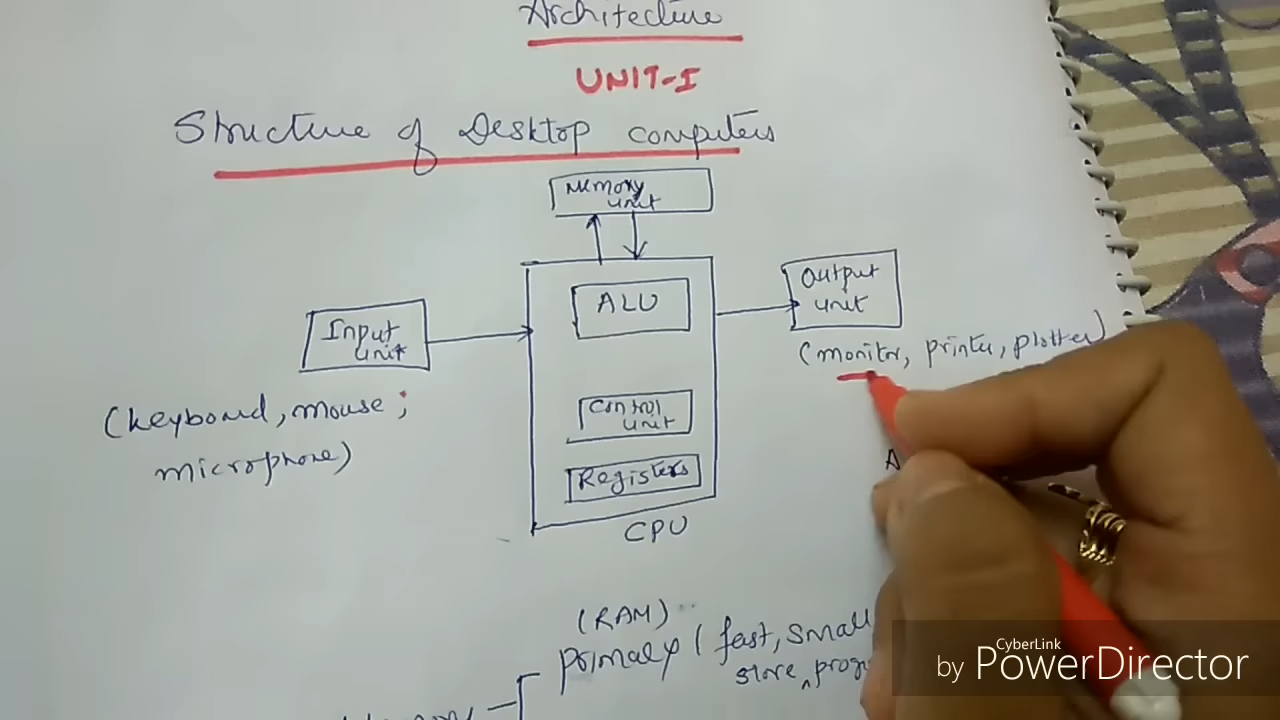 Architecture
UNIT-I
Structure of Desktop computers
Memory
unit
Input
unit
ALU
Output
unit
(monitor, printer, plotter)
(keyboard, mouse,
microphone)
Control
unit
Registers
CPU
A
(RAM)
primary (fast, small
store, progr
by CyberLink PowerDirector